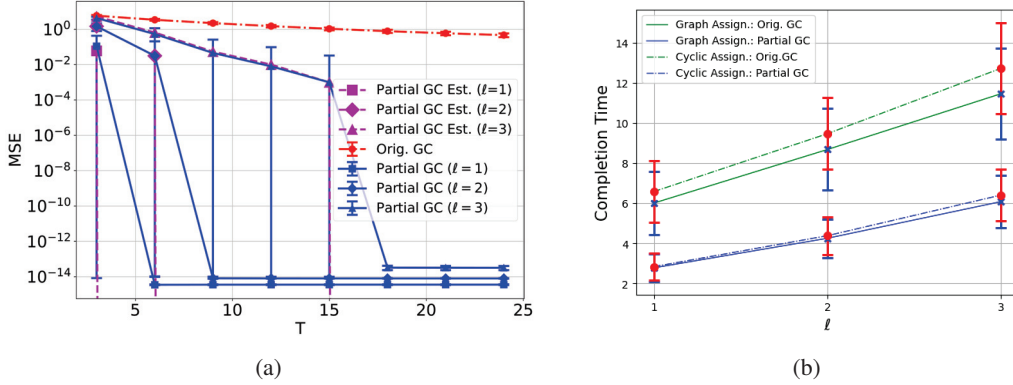 10^0
10^-2
10^-4
10^-6
10^-8
10^-10
10^-12
10^-14
MSE
5
10
15
20
25
T
Partial GC Est. (ℓ=1)
Partial GC Est. (ℓ=2)
Partial GC Est. (ℓ=3)
Orig. GC
Partial GC (ℓ = 1)
Partial GC (ℓ = 2)
Partial GC (ℓ = 3)
(a)
Graph Assign.: Orig. GC
Graph Assign.: Partial GC
Cyclic Assign.: Orig.GC
Cyclic Assign.: Partial GC
14
12
10
8
6
4
2
Completion Time
1
2
3
ℓ
(b)